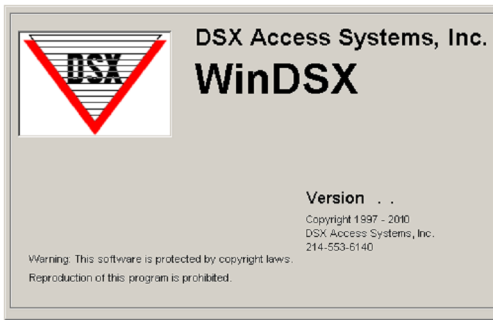 DSX Access Systems, Inc.
DSX
WinDSX
Version . .
Copyright 1997 - 2010
DSX Access Systems, Inc.
214-553-6140
Warning: This software is protected by copyright laws.
Reproduction of this program is prohibited.